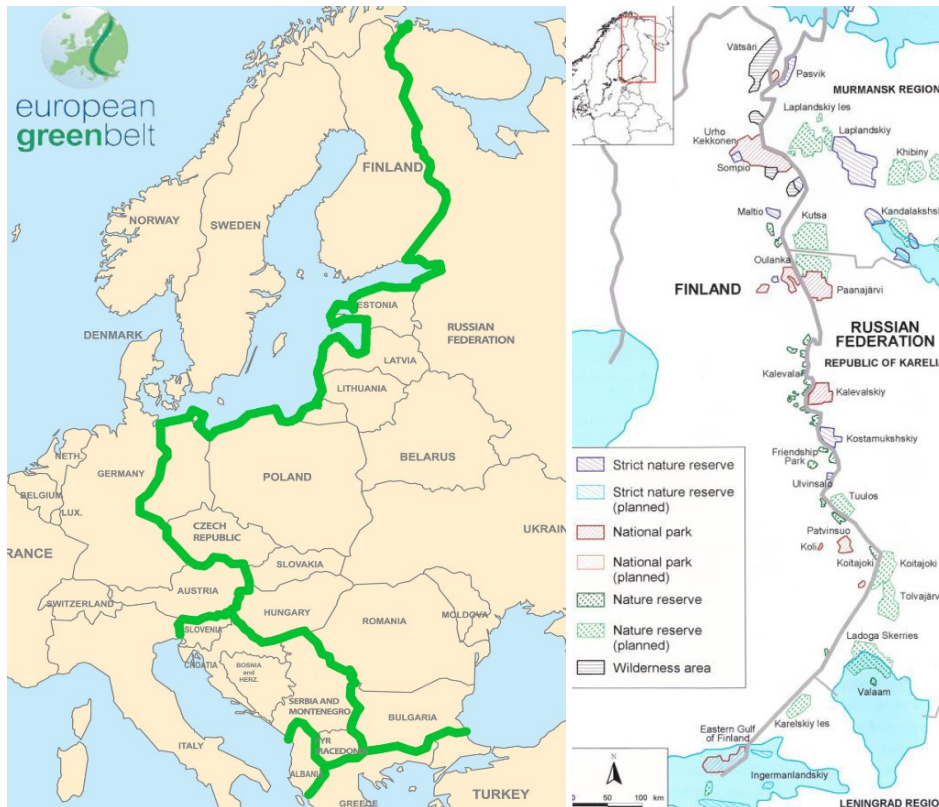 european
greenbelt
FINLAND
NORWAY
SWEDEN
ESTONIA
RUSSIAN
FEDERATION
DENMARK
LATVIA
LITHUANIA
NETH.
GERMANY
POLAND
BELARUS
BELGIUM
LUX.
CZECH
REPUBLIC
UKRAIN
RANCE
SLOVAKIA
AUSTRIA
SWITZERLAND
HUNGARY
MOLDOVA
SLOVENIA
ROMANIA
CROATIA
BOSNIA
and
HERZ.
SERBIA AND
MONTENEGRO
BULGARIA
ITALY
YR
MACEDONIA
ALBANI
GREECE
TURKEY
Vätsäri
Pasvik
MURMANSK REGION
Laplandskiy les
Urho
Kekkonen
Laplandskiy
Khibiny
Sompio
Maltio
Kutsa
Kandalakshski
Oulanka
FINLAND
Paanajärvi
RUSSIAN
FEDERATION
REPUBLIC OF KARELI
Kalevala
Kalevalskiy
Kostamukshskiy
Friendship
Park
Ulvinsalo
Tuulos
Patvinsuo
Koli
Koitajoki
Koitajoki
Tolvajärvi
Ladoga Skerries
Valaam
Karelskiy les
Eastern Gulf
of Finland
Ingermanlandskiy
LENINGRAD REGIO
Strict nature reserve
Strict nature reserve
(planned)
National park
National park
(planned)
Nature reserve
Nature reserve
(planned)
Wilderness area
N
0 50 100 km